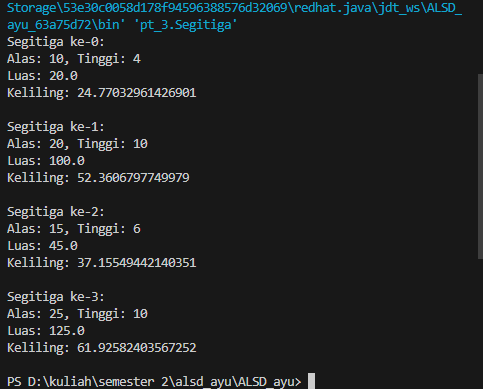 Storage\53e30c0058d178f94596388576d32069\redhat.java\jdt_ws\ALSD_
ayu_63a75d72\bin' 'pt_3.Segitiga'
Segitiga ke-0:
Alas: 10, Tinggi: 4
Luas: 20.0
Keliling: 24.77032961426901
Segitiga ke-1:
Alas: 20, Tinggi: 10
Luas: 100.0
Keliling: 52.3606797749979
Segitiga ke-2:
Alas: 15, Tinggi: 6
Luas: 45.0
Keliling: 37.15549442140351
Segitiga ke-3:
Alas: 25, Tinggi: 10
Luas: 125.0
Keliling: 61.92582403567252
PS D:\kuliah\semester 2\alsd_ayu\ALSD_ayu>